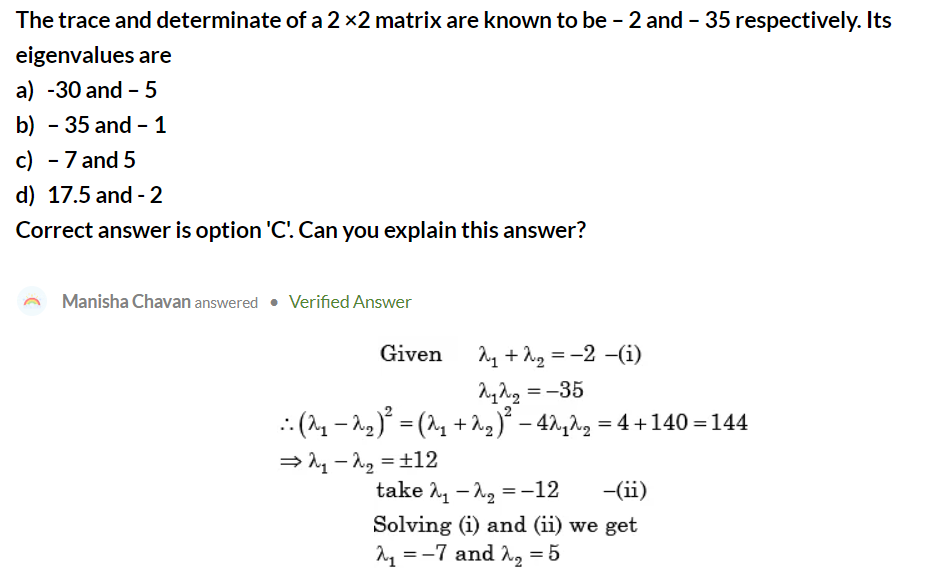 The trace and determinate of a 2 ×2 matrix are known to be – 2 and – 35 respectively. Its
eigenvalues are
a) -30 and – 5
b) – 35 and – 1
c) – 7 and 5
d) 17.5 and - 2
Correct answer is option 'C'. Can you explain this answer?
Manisha Chavan answered • Verified Answer
Given λ₁ + λ₂ = −2 −(i)
λ₁λ₂ = −35
∴ (λ₁ − λ₂)² = (λ₁ + λ₂)² − 4λ₁λ₂ = 4 + 140 = 144
⇒ λ₁ − λ₂ = ±12
take λ₁ − λ₂ = −12 −(ii)
Solving (i) and (ii) we get
λ₁ = −7 and λ₂ = 5